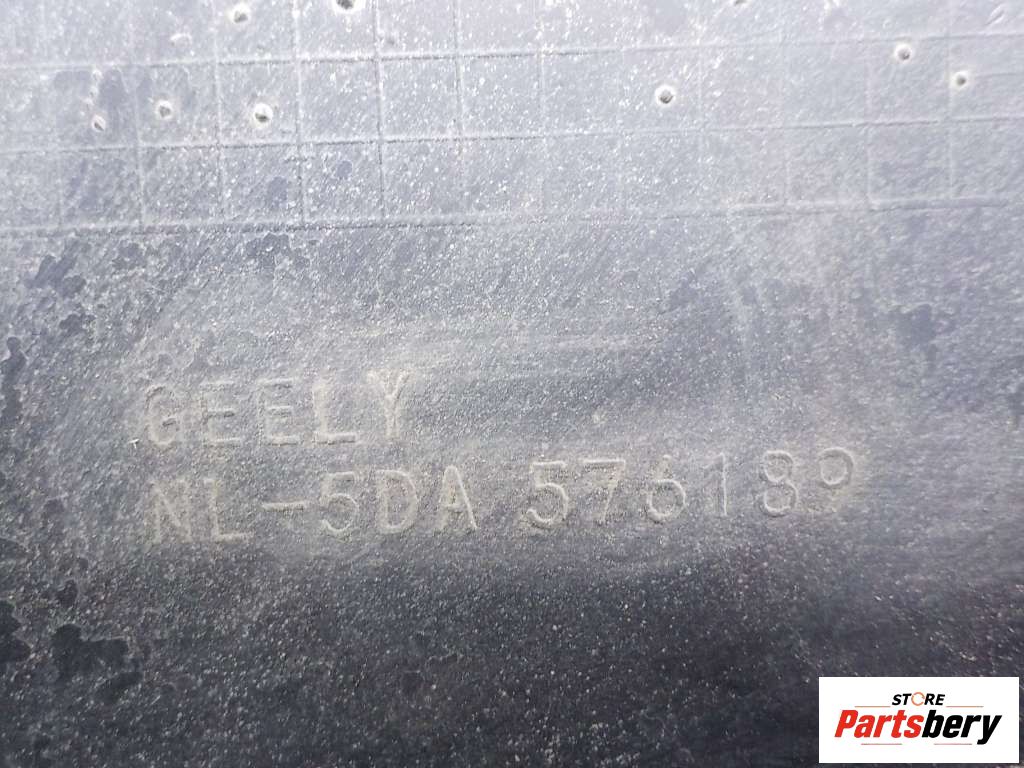 GEELY
NL-5DA 576189
STORE
Partsbery